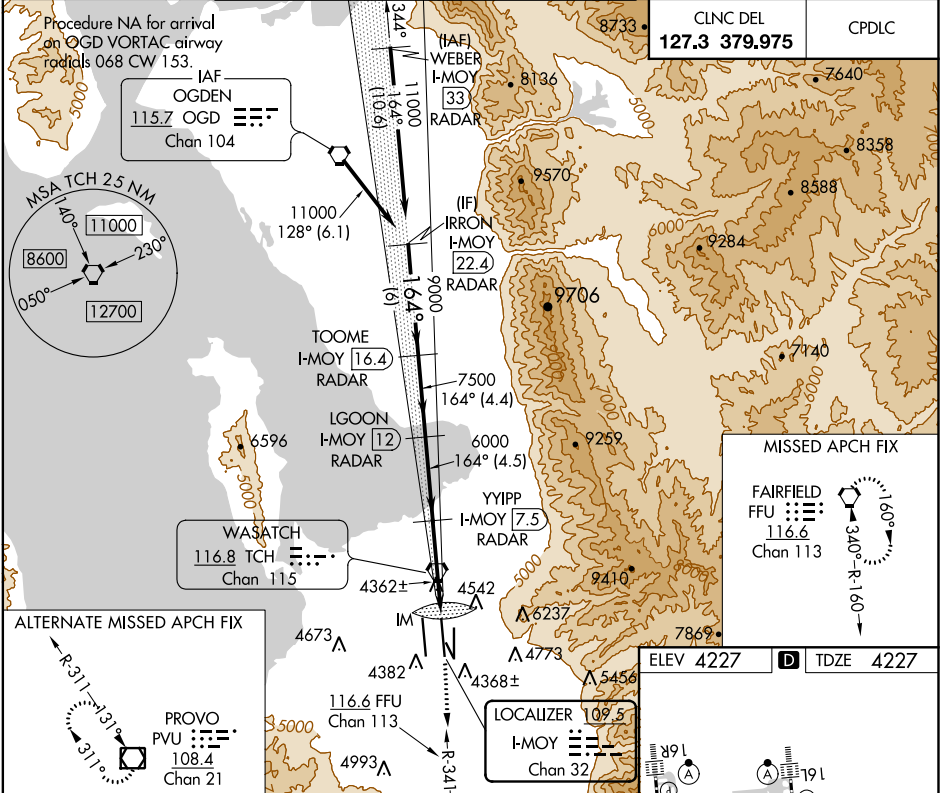 Procedure NA for arrival
on OGD VORTAC airway
radials 068 CW 153.
IAF
OGDEN
115.7 OGD
Chan 104
344°
11000
164°
(10.6)
(IAF)
WEBER
I-MOY
33
RADAR
8733
CLNC DEL
127.3 379.975
CPDLC
8136
5000
7640
8358
8588
9570
6000
9284
MSA TCH 25 NM
140°
11000
230°
8600
050°
12700
11000
128° (6.1)
(IF)
IRRON
I-MOY
22.4
RADAR
9000
164°
(6)
9706
7140
6000
TOOME
I-MOY 16.4
RADAR
7500
164° (4.4)
LGOON
I-MOY 12
RADAR
6000
164° (4.5)
9259
6596
5000
YYIPP
I-MOY 7.5
RADAR
WASATCH
116.8 TCH
Chan 115
4362±
4542
5000
9410
IM
6237
7869
4673
4382
4773
4368±
5456
MISSED APCH FIX
FAIRFIELD
FFU
116.6
Chan 113
160°
340°
R-160
ALTERNATE MISSED APCH FIX
R-311
131°
311°
PROVO
PVU
108.4
Chan 21
5000
4993
116.6 FFU
Chan 113
R-341
LOCALIZER 109.5
I-MOY
Chan 32
ELEV 4227
D
TDZE 4227
16R
A
A
16L